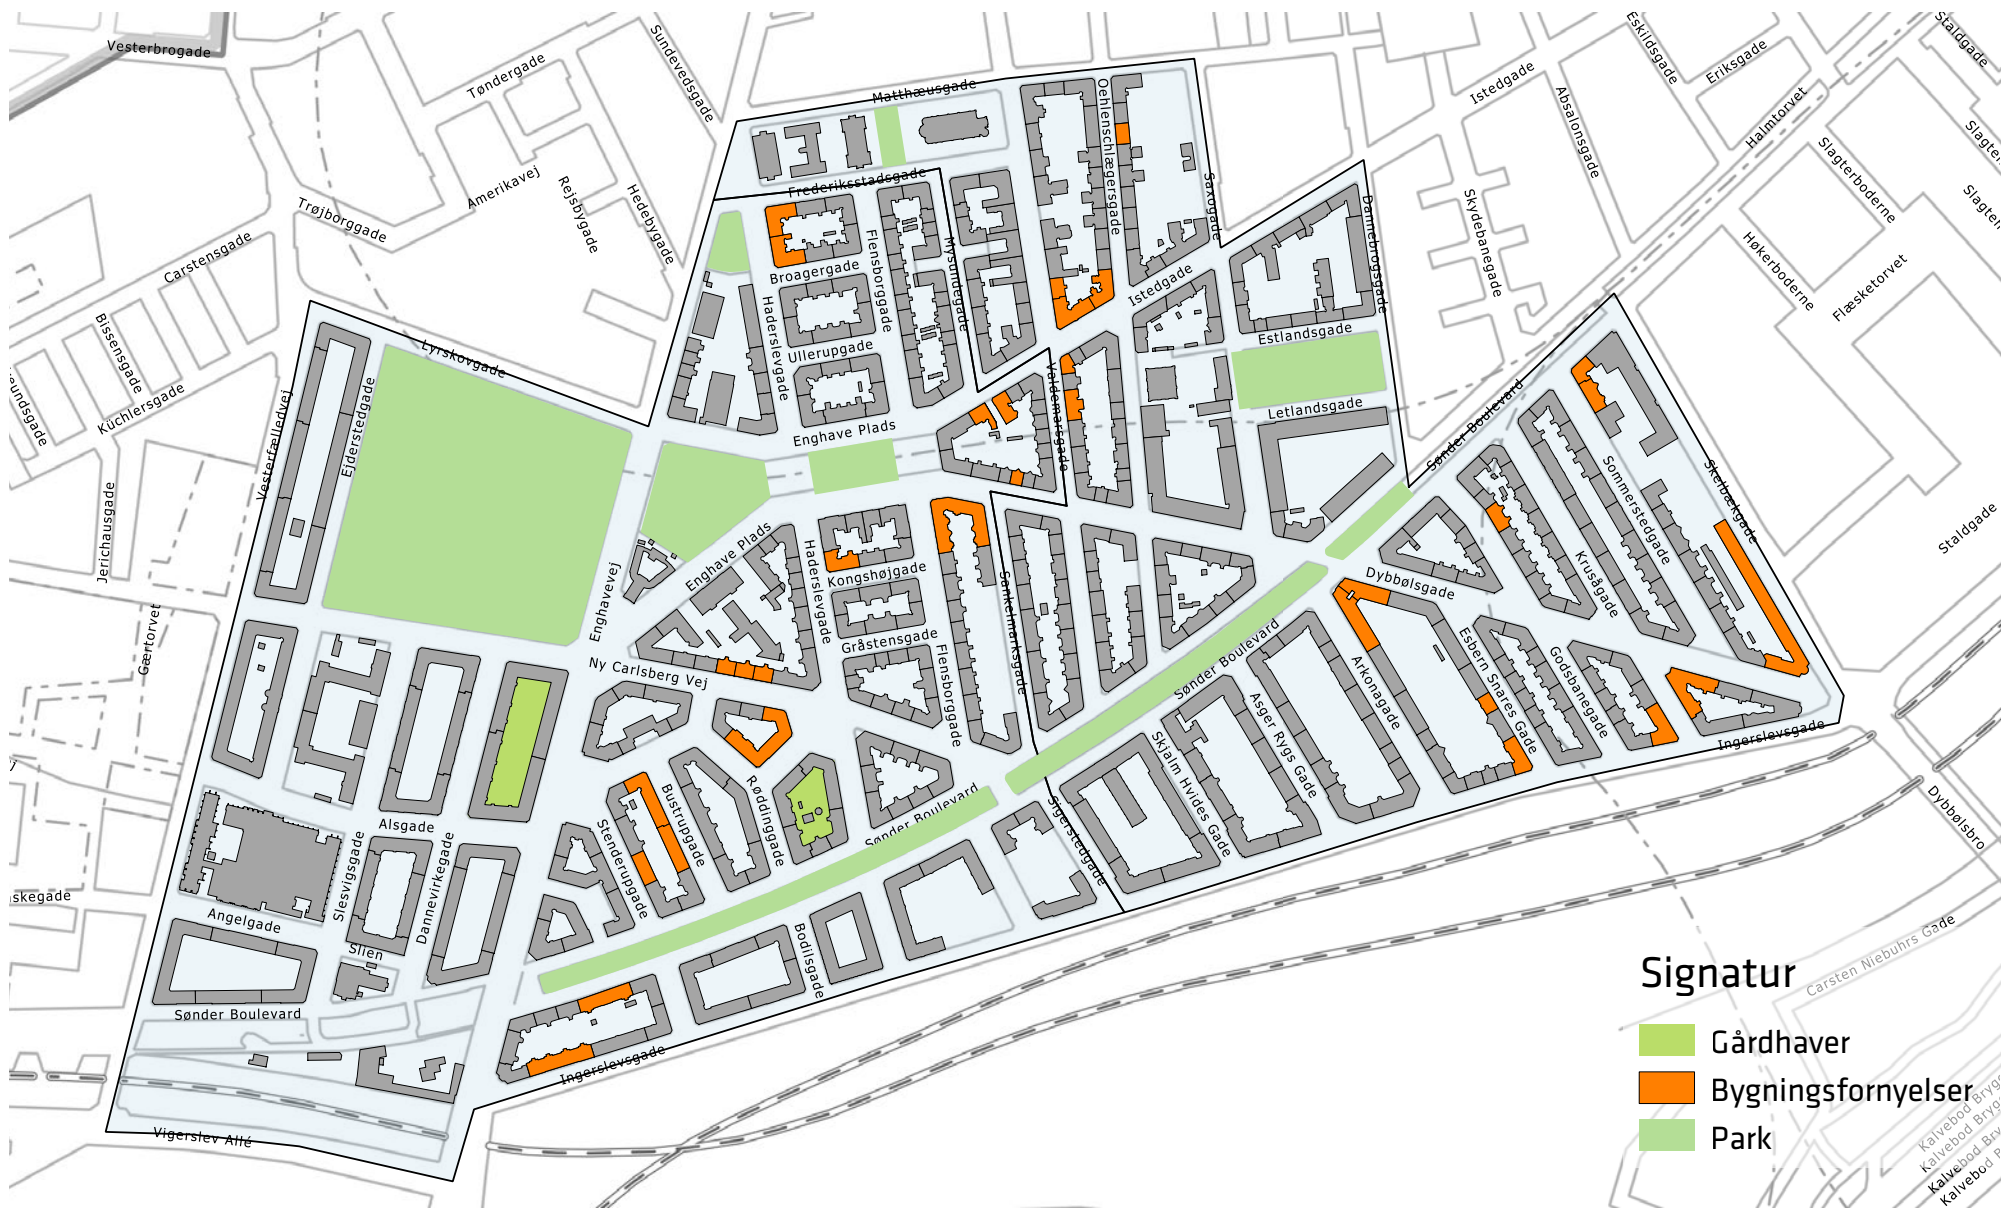 Vesterbrogade
Tøndergade
Sundevedsgade
Matthæusgade
Oehlenschlægersgade
Istedgade
Eskildsgade
Eriksgade
Staldgade
Absalonsgade
Halmtorvet
Slagterboderne
Amerikavej
Rejsbygade
Hedebygade
Trøjborggade
Carstensgade
Frederiksstadsgade
Saxogade
Dannebrogsgade
Skydebanegade
Høkerboderne
Flæsketorvet
Broagergade
Flensborggade
Mysundegade
Istedgade
Haderslevgade
Ullerupgade
Estlandsgade
Bissensgade
Küchlersgade
Lyrskovgade
Vesterfælledvej
Ejderstedgade
Enghave Plads
Valdemarsgade
Letlandsgade
Sønder Boulevard
Sommerstedgade
Skelbækgade
Staldgade
Jerichausgade
Gærtorvet
Enghavevej
Enghave Plads
Haderslevgade
Kongshøjgade
Gråstensgade
Sankelmarksgade
Dybbølsgade
Krusågade
Ny Carlsberg Vej
Flensborggade
Sønder Boulevard
Arkonagade
Esbern Snares Gade
Godsbanegade
Ingerslevsgade
Asger Rygs Gade
Skjalm Hvides Gade
Sigerstedgade
Dybbølsbro
Alsgade
Slesvigsgade
Dannevirkegade
Stenderupgade
Bustrupgade
Røddinggade
Sønder Boulevard
Angelgade
Slien
Bodilsgade
Sønder Boulevard
Ingerslevsgade
Vigerslev Allé
Carsten Niebuhrs Gade
Signatur
Gårdhaver
Bygningsfornyelser
Park